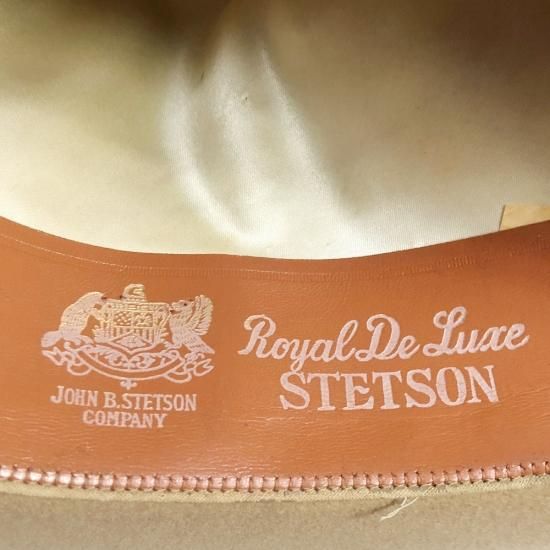 JOHN B. STETSON
COMPANY
Royal De Luxe
STETSON